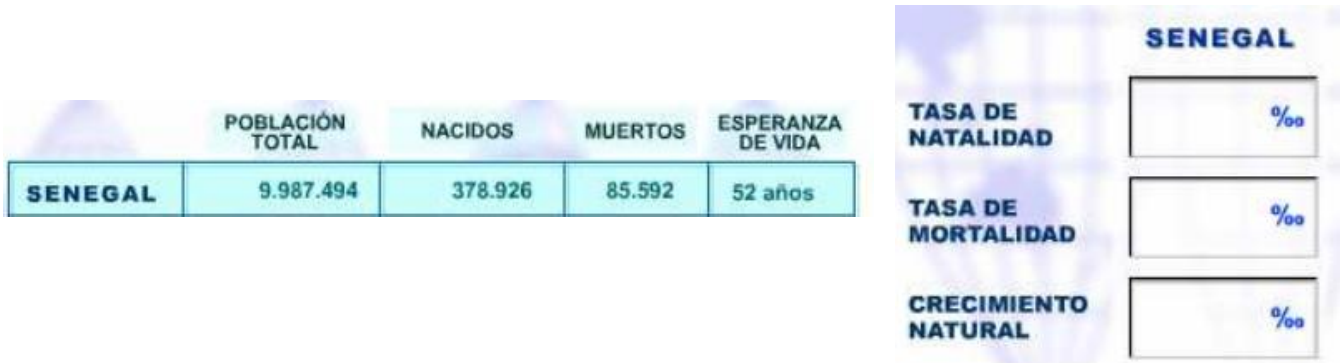 POBLACIÓN
TOTAL
NACIDOS
MUERTOS
ESPERANZA
DE VIDA
SENEGAL 9.987.494 378.926 85.592 52 años
SENEGAL
TASA DE
NATALIDAD
‰
TASA DE
MORTALIDAD
‰
CRECIMIENTO
NATURAL
‰